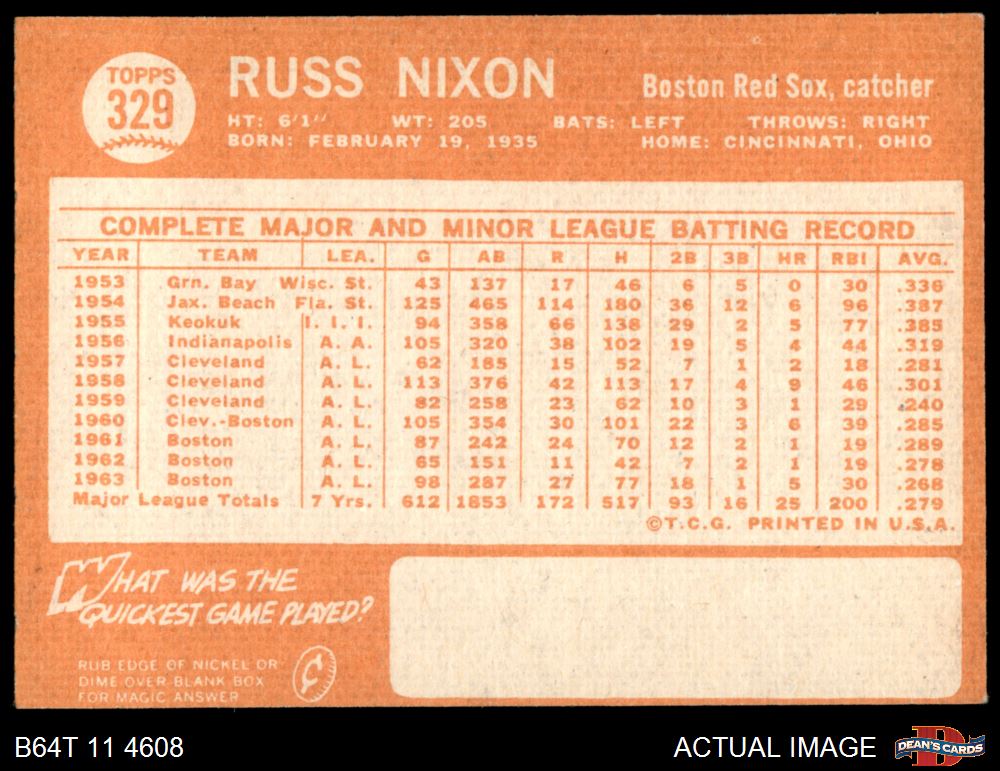 TOPPS
329
RUSS NIXON
Boston Red Sox, catcher
HT: 6'1" WT: 205 BATS: LEFT THROWS: RIGHT
BORN: FEBRUARY 19, 1935 HOME: CINCINNATI, OHIO
COMPLETE MAJOR AND MINOR LEAGUE BATTING RECORD
YEAR TEAM LEA. G AB R H 2B 3B HR RBI AVG.
1953 Grn. Bay Wisc. St. 43 137 17 46 6 5 0 30 .336
1954 Jax. Beach Fla. St. 125 465 114 180 36 12 6 96 .387
1955 Keokuk I. I. I. 94 358 66 138 29 2 5 77 .385
1956 Indianapolis A. A. 105 320 38 102 19 5 4 44 .319
1957 Cleveland A. L. 62 185 15 52 7 1 2 18 .281
1958 Cleveland A. L. 113 376 42 113 17 4 9 46 .301
1959 Cleveland A. L. 82 258 23 62 10 3 1 29 .240
1960 Clev.-Boston A. L. 105 354 30 101 22 3 6 39 .285
1961 Boston A. L. 87 242 24 70 12 2 1 19 .289
1962 Boston A. L. 65 151 11 42 7 2 1 19 .278
1963 Boston A. L. 98 287 27 77 18 1 5 30 .268
Major League Totals 7 Yrs. 612 1853 172 517 93 16 25 200 .279
©T.C.G. PRINTED IN U.S.A.
WHAT WAS THE
QUICKEST GAME PLAYED?
RUB EDGE OF NICKEL OR
DIME OVER BLANK BOX
FOR MAGIC ANSWER
¢
B64T 11 4608
ACTUAL IMAGE
D
DEAN'S CARDS